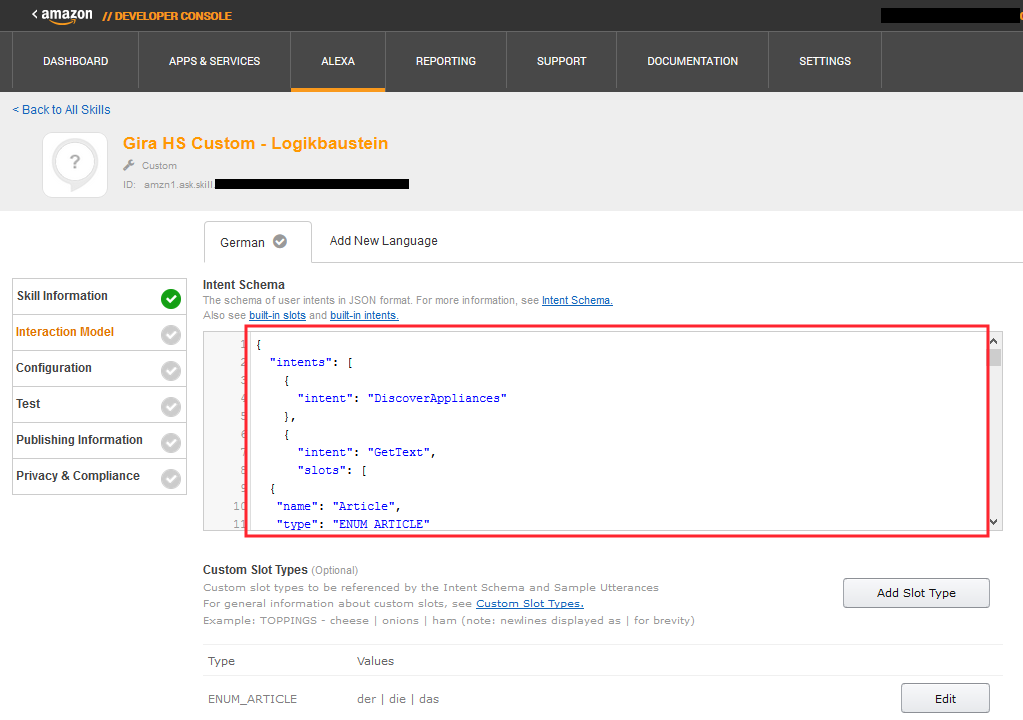 < amazon // DEVELOPER CONSOLE
DASHBOARD APPS & SERVICES ALEXA REPORTING SUPPORT DOCUMENTATION SETTINGS
< Back to All Skills
?
Gira HS Custom - Logikbaustein
Custom
ID: amzn1.ask.skill
German Add New Language
Skill Information
Interaction Model
Configuration
Test
Publishing Information
Privacy & Compliance
Intent Schema
The schema of user intents in JSON format. For more information, see Intent Schema.
Also see built-in slots and built-in intents.
1 {
2 "intents": [
3 {
4 "intent": "DiscoverAppliances"
5 },
6 {
7 "intent": "GetText",
8 "slots": [
9 {
10 "name": "Article",
11 "type": "ENUM_ARTICLE"
Custom Slot Types (Optional)
Custom slot types to be referenced by the Intent Schema and Sample Utterances
For general information about custom slots, see Custom Slot Types.
Example: TOPPINGS - cheese | onions | ham (note: newlines displayed as | for brevity)
Add Slot Type
Type Values
ENUM_ARTICLE der | die | das Edit